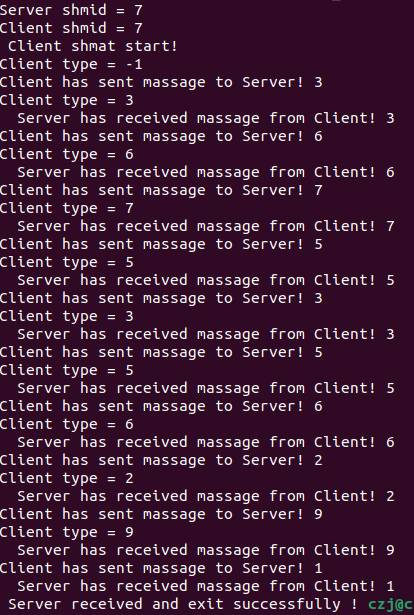 Server shmid = 7
Client shmid = 7
Client shmat start!
Client type = -1
Client has sent massage to Server! 3
Client type = 3
Server has received massage from Client! 3
Client has sent massage to Server! 6
Client type = 6
Server has received massage from Client! 6
Client has sent massage to Server! 7
Client type = 7
Server has received massage from Client! 7
Client has sent massage to Server! 5
Client type = 5
Server has received massage from Client! 5
Client has sent massage to Server! 3
Client type = 3
Server has received massage from Client! 3
Client has sent massage to Server! 5
Client type = 5
Server has received massage from Client! 5
Client has sent massage to Server! 6
Client type = 6
Server has received massage from Client! 6
Client has sent massage to Server! 2
Client type = 2
Server has received massage from Client! 2
Client has sent massage to Server! 9
Client type = 9
Server has received massage from Client! 9
Client has sent massage to Server! 1
Server has received massage from Client! 1
Server received and exit successfully ! czj@c